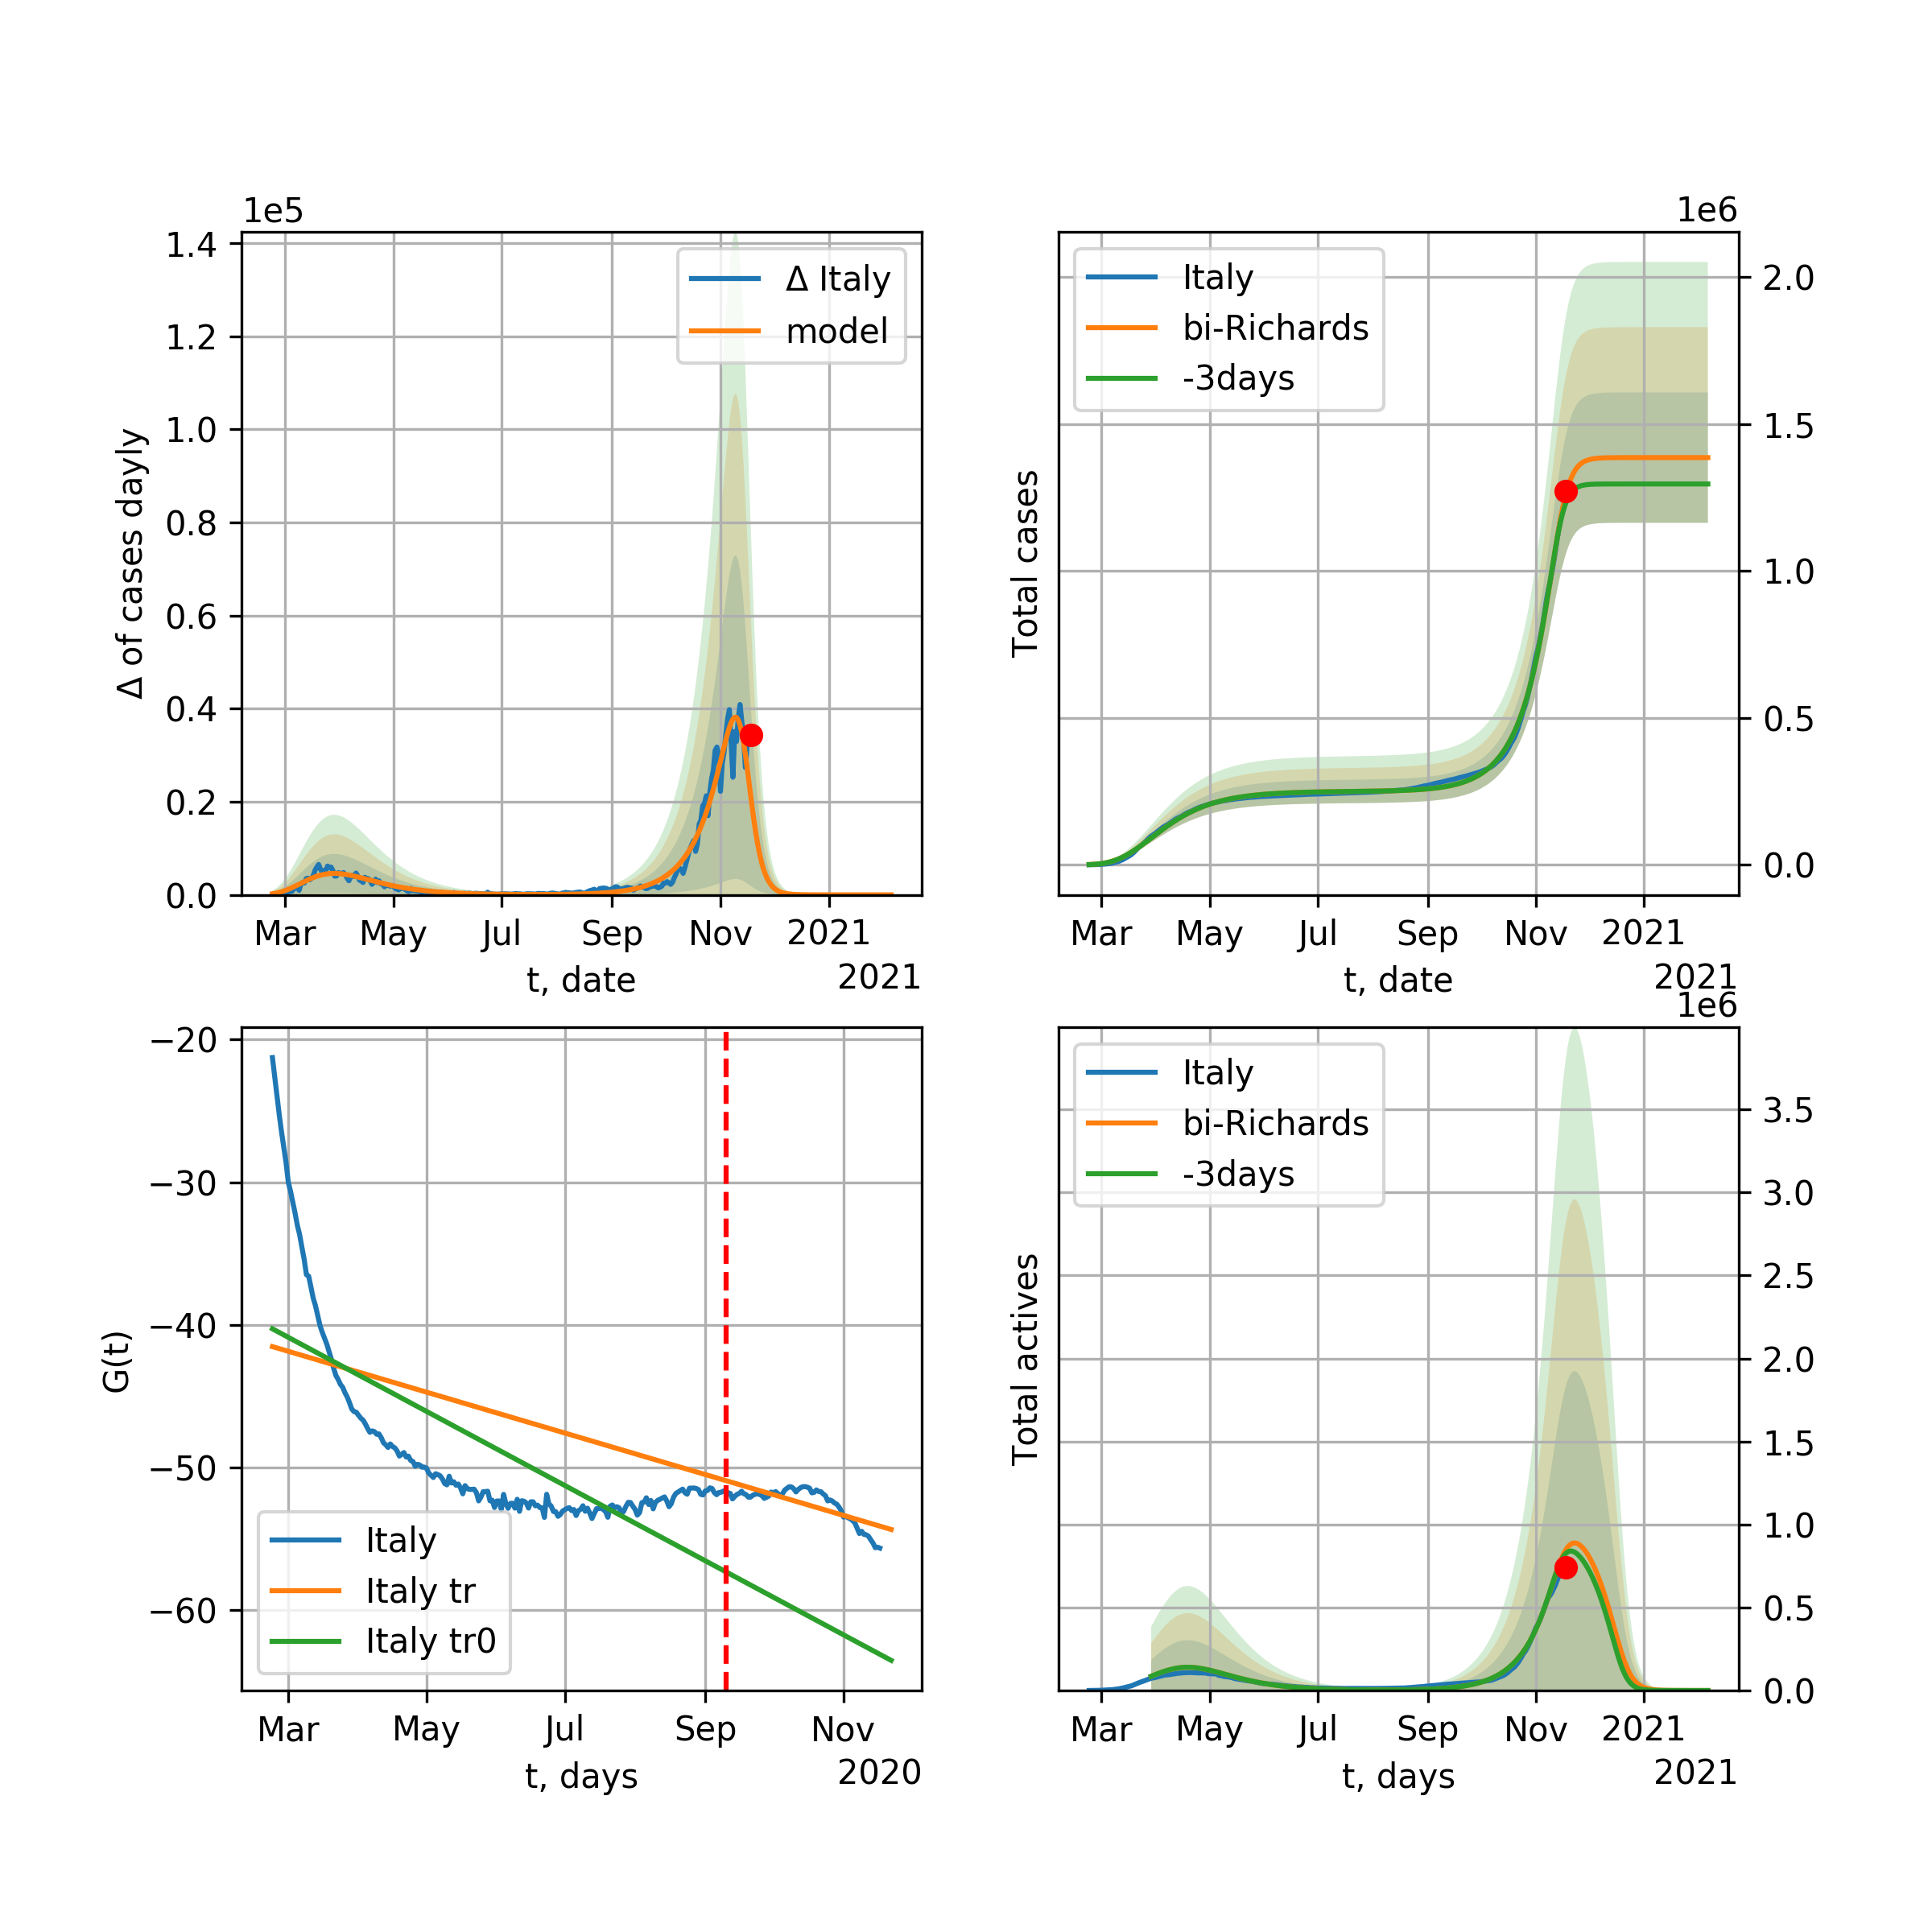 1e5
1.4
1.2
1.0
0.8
0.6
0.4
0.2
0.0
Δ of cases dayly
Δ Italy
model
Mar May Jul Sep Nov 2021
t, date
2021
1e6
2.0
1.5
1.0
0.5
0.0
Total cases
Italy
bi-Richards
-3days
Mar May Jul Sep Nov 2021
t, date
2021
−20
−30
−40
−50
−60
G(t)
Italy
Italy tr
Italy tr0
Mar May Jul Sep Nov
t, days
2020
1e6
3.5
3.0
2.5
2.0
1.5
1.0
0.5
0.0
Total actives
Italy
bi-Richards
-3days
Mar May Jul Sep Nov 2021
t, days
2021